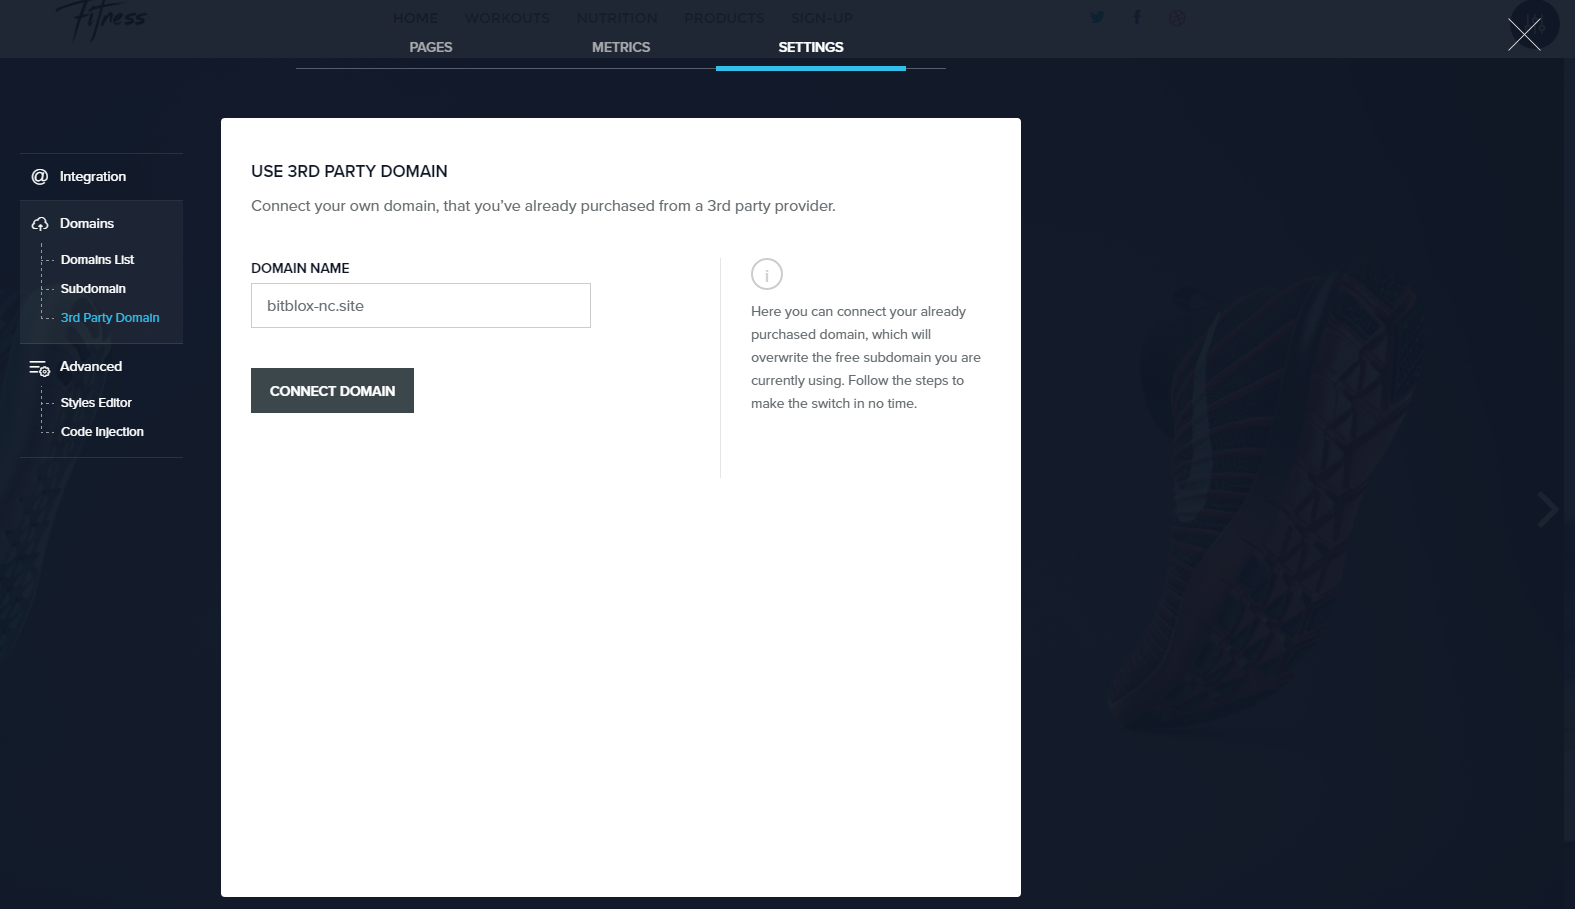 Fitness
HOME WORKOUTS NUTRITION PRODUCTS SIGN-UP
PAGES METRICS SETTINGS
Integration
Domains
Domains List
Subdomain
3rd Party Domain
Advanced
Styles Editor
Code Injection
USE 3RD PARTY DOMAIN
Connect your own domain, that you’ve already purchased from a 3rd party provider.
DOMAIN NAME
bitblox-nc.site
CONNECT DOMAIN
Here you can connect your already
purchased domain, which will
overwrite the free subdomain you are
currently using. Follow the steps to
make the switch in no time.